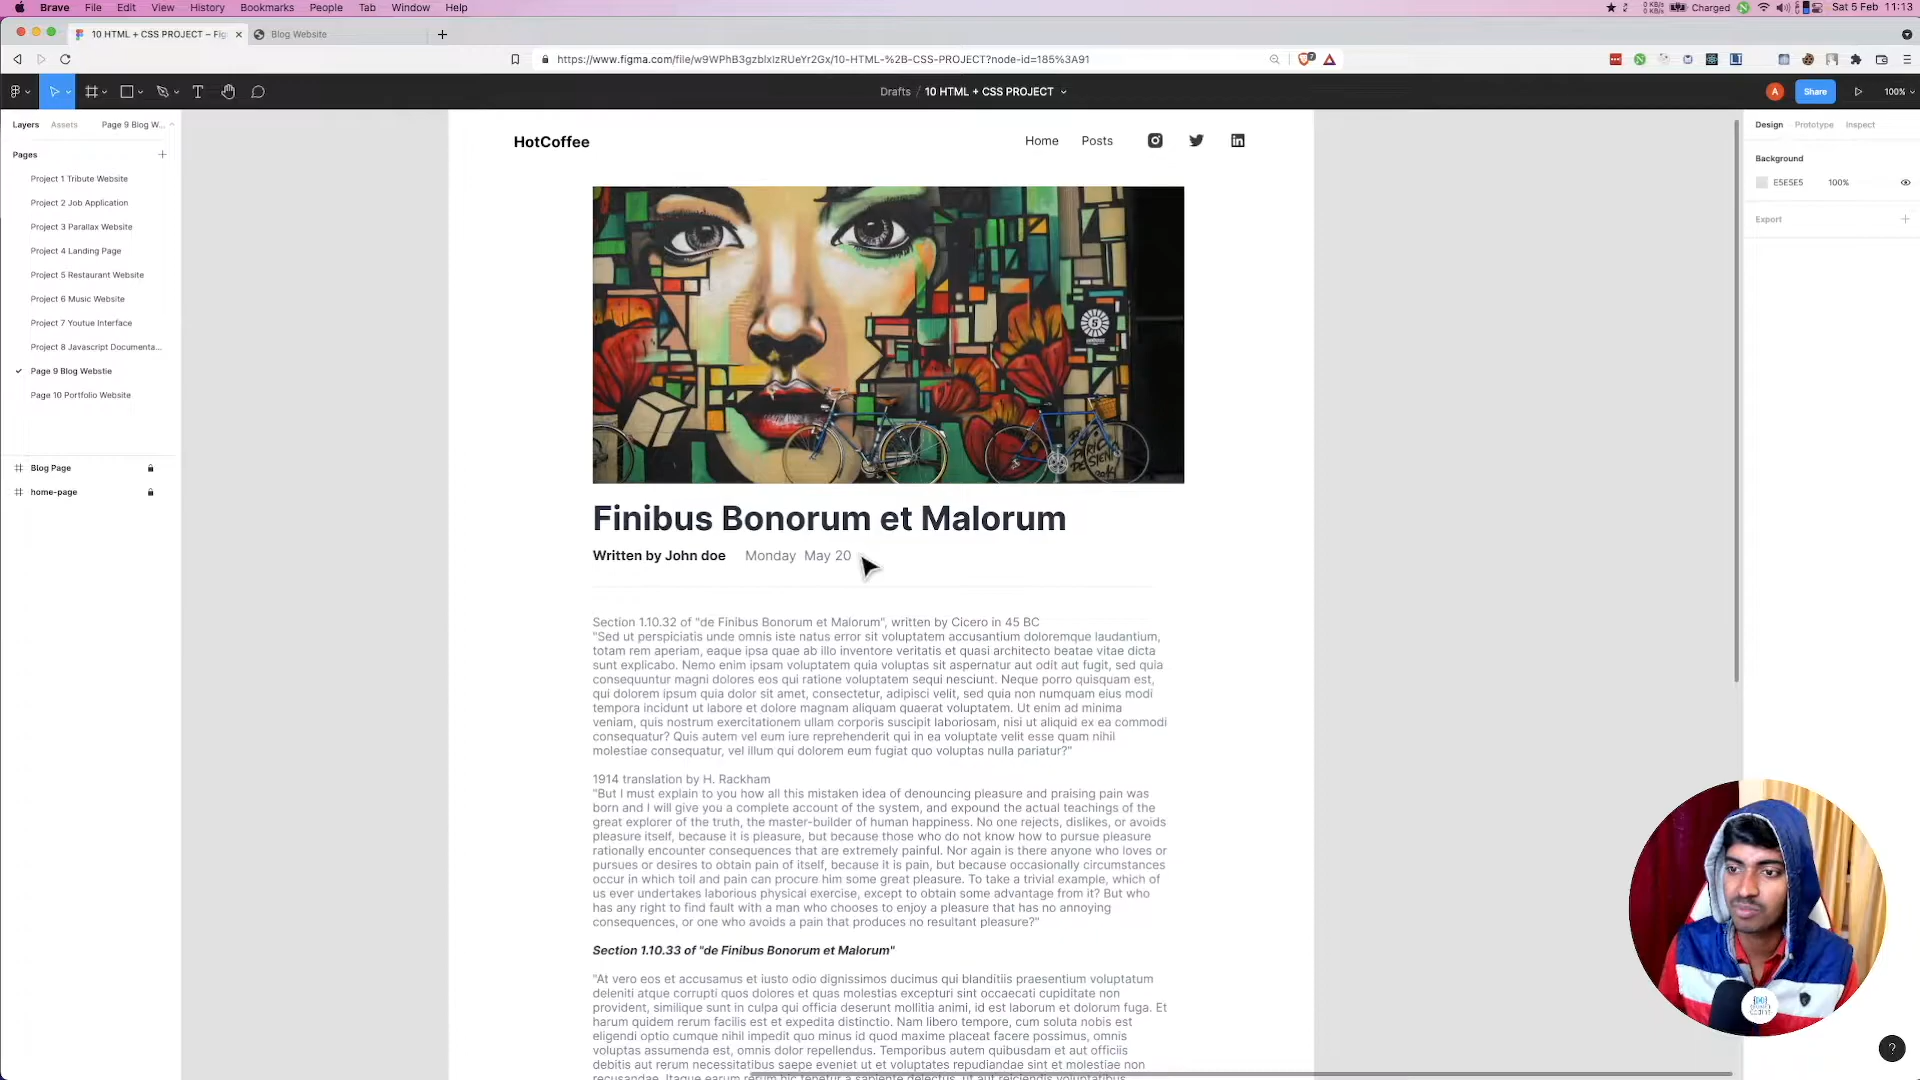 Brave File Edit View History Bookmarks People Tab Window Help
0 KB/s
0 KB/s
Charged Sat 5 Feb 11:13
10 HTML + CSS PROJECT – Fig
Blog Website
https://www.figma.com/file/w9WPhB3gzblxIzRUeYr2Gx/10-HTML-%2B-CSS-PROJECT?node-id=185%3A91
Drafts / 10 HTML + CSS PROJECT
A
Share
100%
Layers Assets Page 9 Blog W...
Pages
Project 1 Tribute Website
Project 2 Job Application
Project 3 Parallax Website
Project 4 Landing Page
Project 5 Restaurant Website
Project 6 Music Website
Project 7 Youtue Interface
Project 8 Javascript Documenta...
Page 9 Blog Webstie
Page 10 Portfolio Website
Blog Page
home-page
HotCoffee
Home Posts
5
Finibus Bonorum et Malorum
Written by John doe Monday May 20
Section 1.10.32 of "de Finibus Bonorum et Malorum", written by Cicero in 45 BC
"Sed ut perspiciatis unde omnis iste natus error sit voluptatem accusantium doloremque laudantium,
totam rem aperiam, eaque ipsa quae ab illo inventore veritatis et quasi architecto beatae vitae dicta
sunt explicabo. Nemo enim ipsam voluptatem quia voluptas sit aspernatur aut odit aut fugit, sed quia
consequuntur magni dolores eos qui ratione voluptatem sequi nesciunt. Neque porro quisquam est,
qui dolorem ipsum quia dolor sit amet, consectetur, adipisci velit, sed quia non numquam eius modi
tempora incidunt ut labore et dolore magnam aliquam quaerat voluptatem. Ut enim ad minima
veniam, quis nostrum exercitationem ullam corporis suscipit laboriosam, nisi ut aliquid ex ea commodi
consequatur? Quis autem vel eum iure reprehenderit qui in ea voluptate velit esse quam nihil
molestiae consequatur, vel illum qui dolorem eum fugiat quo voluptas nulla pariatur?"
1914 translation by H. Rackham
"But I must explain to you how all this mistaken idea of denouncing pleasure and praising pain was
born and I will give you a complete account of the system, and expound the actual teachings of the
great explorer of the truth, the master-builder of human happiness. No one rejects, dislikes, or avoids
pleasure itself, because it is pleasure, but because those who do not know how to pursue pleasure
rationally encounter consequences that are extremely painful. Nor again is there anyone who loves or
pursues or desires to obtain pain of itself, because it is pain, but because occasionally circumstances
occur in which toil and pain can procure him some great pleasure. To take a trivial example, which of
us ever undertakes laborious physical exercise, except to obtain some advantage from it? But who
has any right to find fault with a man who chooses to enjoy a pleasure that has no annoying
consequences, or one who avoids a pain that produces no resultant pleasure?"
Section 1.10.33 of "de Finibus Bonorum et Malorum"
"At vero eos et accusamus et iusto odio dignissimos ducimus qui blanditiis praesentium voluptatum
deleniti atque corrupti quos dolores et quas molestias excepturi sint occaecati cupiditate non
provident, similique sunt in culpa qui officia deserunt mollitia animi, id est laborum et dolorum fuga. Et
harum quidem rerum facilis est et expedita distinctio. Nam libero tempore, cum soluta nobis est
eligendi optio cumque nihil impedit quo minus id quod maxime placeat facere possimus, omnis
voluptas assumenda est, omnis dolor repellendus. Temporibus autem quibusdam et aut officiis
debitis aut rerum necessitatibus saepe eveniet ut et voluptates repudiandae sint et molestiae non
recusandae. Itaque earum rerum hic tenetur a sapiente delectus, ut aut reiciendis voluptatibus
Design Prototype Inspect
Background
E5E5E5 100%
Export
?